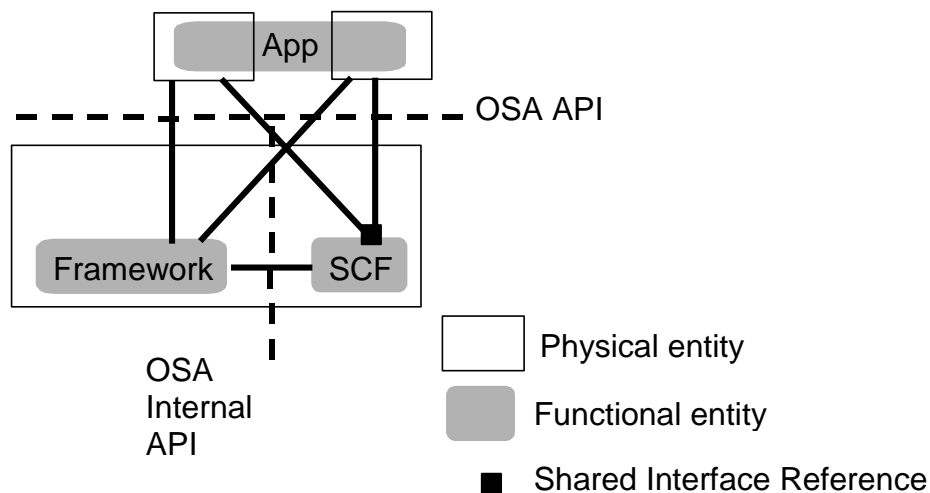 App
OSA API
Framework
SCF
OSA
Internal
API
Physical entity
Functional entity
Shared Interface Reference